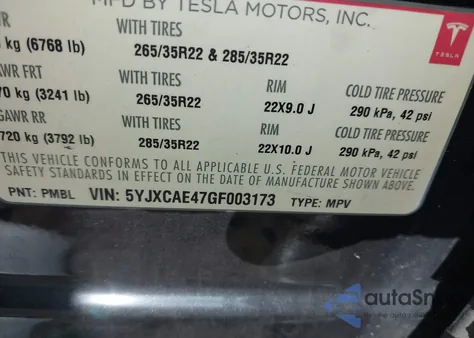 MFD BY TESLA MOTORS, INC.
WITH TIRES
kg (6768 lb)
265/35R22 & 285/35R22
TESLA
AWR FRT
WITH TIRES
RIM
COLD TIRE PRESSURE
70 kg (3241 lb)
265/35R22
22X9.0 J
290 kPa, 42 psi
GAWR RR
WITH TIRES
RIM
COLD TIRE PRESSURE
720 kg (3792 lb)
285/35R22
22X10.0 J
290 kPa, 42 psi
THIS VEHICLE CONFORMS TO ALL APPLICABLE U.S. FEDERAL MOTOR VEHICLE
SAFETY STANDARDS IN EFFECT ON THE DATE OF MANUFACTURE SHOWN ABOVE.
PNT: PMBL VIN: 5YJXCAE47GF003173 TYPE: MPV